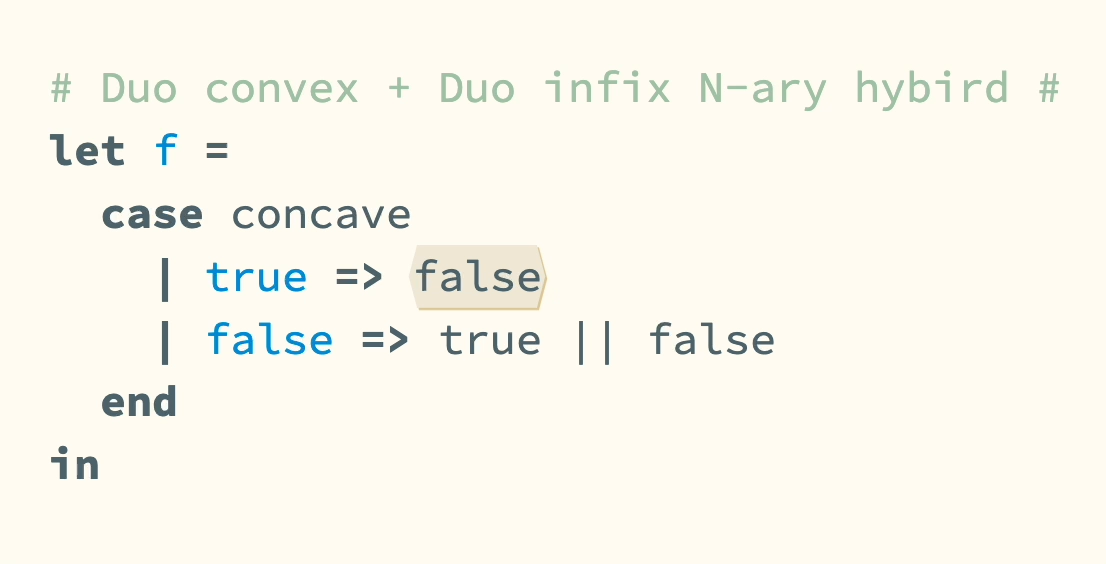 # Duo convex + Duo infix N-ary hybird #
let f =
  case concave
    | true => false
    | false => true || false
  end
in